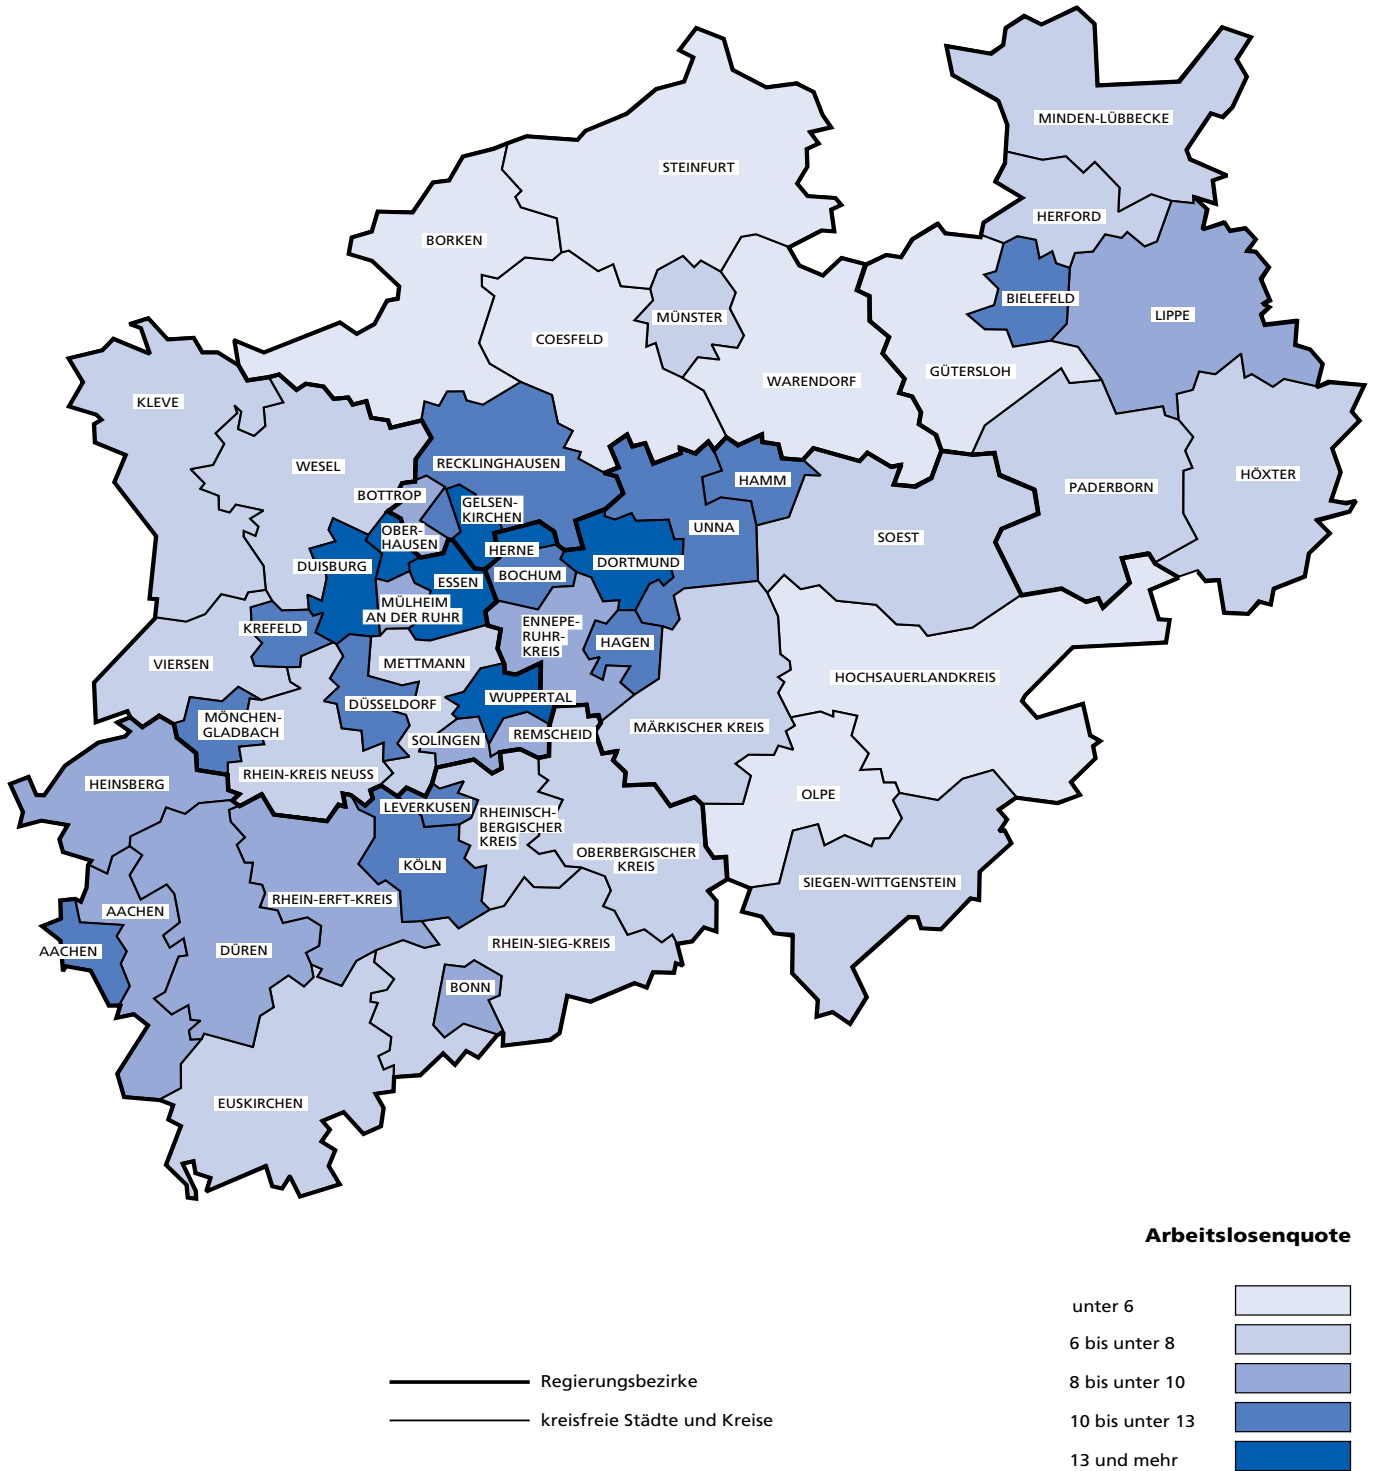 MINDEN-LÜBBECKE
STEINFURT
HERFORD
BORKEN
BIELEFELD
LIPPE
MÜNSTER
COESFELD
GÜTERSLOH
WARENDORF
KLEVE
WESEL
RECKLINGHAUSEN
HAMM
HÖXTER
PADERBORN
BOTTROP
GELSEN-
KIRCHEN
UNNA
OBER-
HAUSEN
SOEST
HERNE
DUISBURG
DORTMUND
BOCHUM
ESSEN
MÜLHEIM
AN DER RUHR
KREFELD
ENNEPE-
RUHR-
KREIS
HAGEN
VIERSEN
METTMANN
HOCHSAUERLANDKREIS
WUPPERTAL
DÜSSELDORF
MÖNCHEN-
GLADBACH
MÄRKISCHER KREIS
REMSCHEID
SOLINGEN
RHEIN-KREIS NEUSS
HEINSBERG
OLPE
LEVERKUSEN
RHEINISCH-
BERGISCHER
KREIS
OBERBERGISCHER
KREIS
KÖLN
SIEGEN-WITTGENSTEIN
RHEIN-ERFT-KREIS
AACHEN
RHEIN-SIEG-KREIS
AACHEN
DÜREN
BONN
EUSKIRCHEN
Arbeitslosenquote
unter 6
6 bis unter 8
8 bis unter 10
10 bis unter 13
13 und mehr
Regierungsbezirke
kreisfreie Städte und Kreise